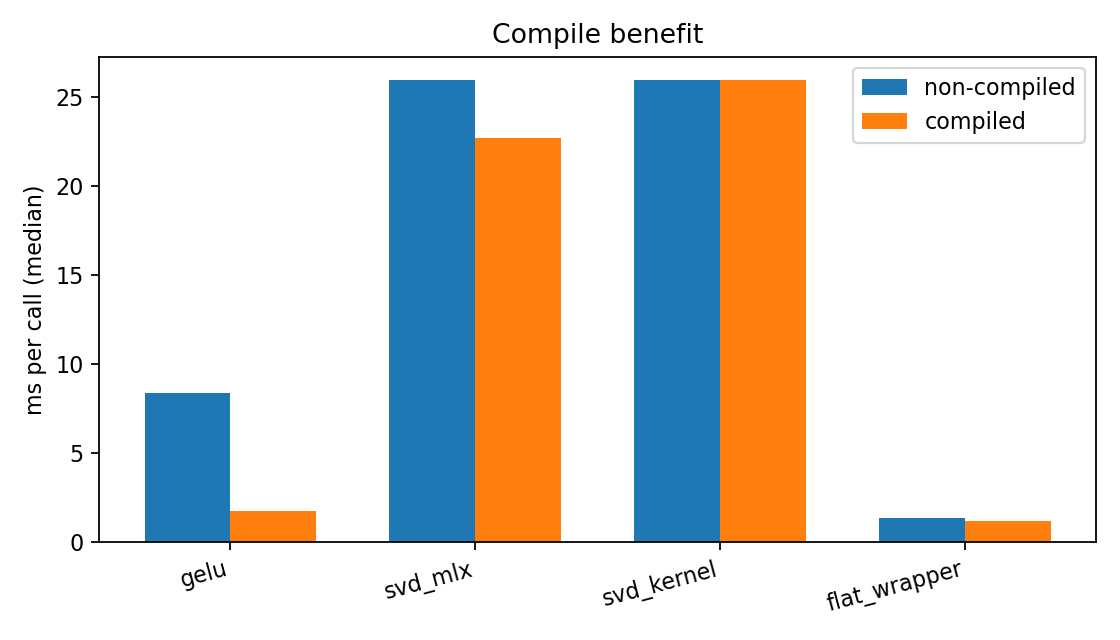 Compile benefit
non-compiled
compiled
ms per call (median)
25
20
15
10
5
0
gelu
svd_mlx
svd_kernel
flat_wrapper